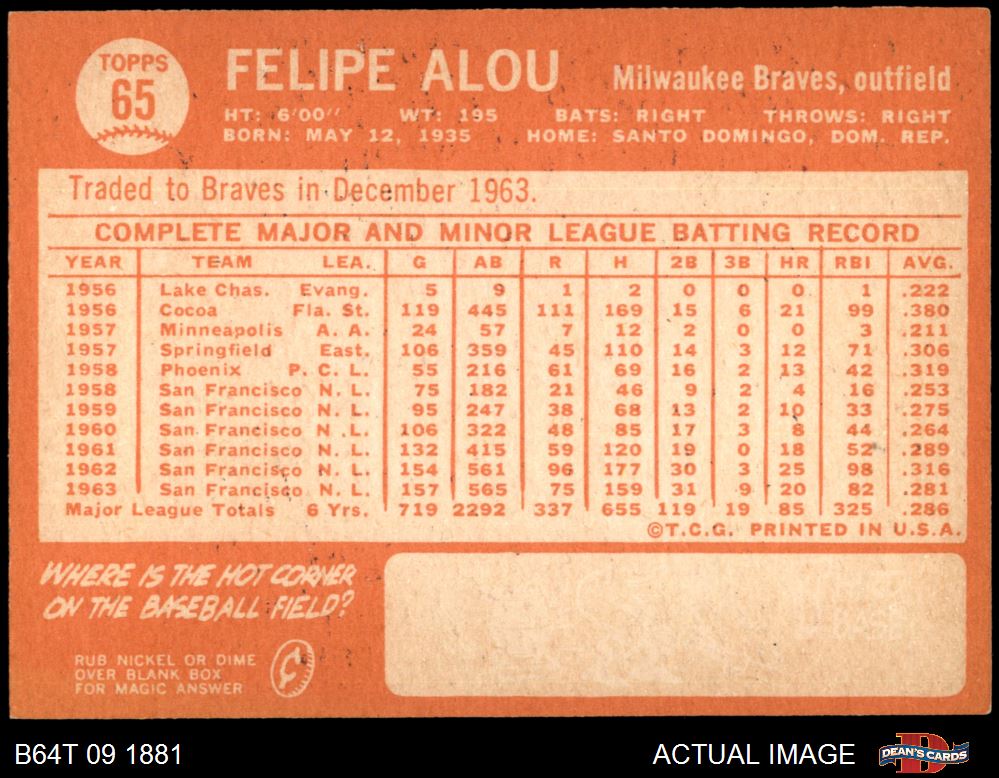 TOPPS
65
FELIPE ALOU Milwaukee Braves, outfield
HT: 6'00" WT: 195 BATS: RIGHT THROWS: RIGHT
BORN: MAY 12, 1935 HOME: SANTO DOMINGO, DOM. REP.
Traded to Braves in December 1963.
COMPLETE MAJOR AND MINOR LEAGUE BATTING RECORD
YEAR TEAM LEA. G AB R H 2B 3B HR RBI AVG.
1956 Lake Chas. Evang. 5 9 1 2 0 0 0 1 .222
1956 Cocoa Fla. St. 119 445 111 169 15 6 21 99 .380
1957 Minneapolis A. A. 24 57 7 12 2 0 0 3 .211
1957 Springfield East. 106 359 45 110 14 3 12 71 .306
1958 Phoenix P. C. L. 55 216 61 69 16 2 13 42 .319
1958 San Francisco N. L. 75 182 21 46 9 2 4 16 .253
1959 San Francisco N. L. 95 247 38 68 13 2 10 33 .275
1960 San Francisco N. L. 106 322 48 85 17 3 8 44 .264
1961 San Francisco N. L. 132 415 59 120 19 0 18 52 .289
1962 San Francisco N. L. 154 561 96 177 30 3 25 98 .316
1963 San Francisco N. L. 157 565 75 159 31 9 20 82 .281
Major League Totals 6 Yrs. 719 2292 337 655 119 19 85 325 .286
©T.C.G. PRINTED IN U.S.A.
WHERE IS THE HOT CORNER
ON THE BASEBALL FIELD?
RUB NICKEL OR DIME
OVER BLANK BOX
FOR MAGIC ANSWER
¢
B64T 09 1881 ACTUAL IMAGE DEAN'S CARDS